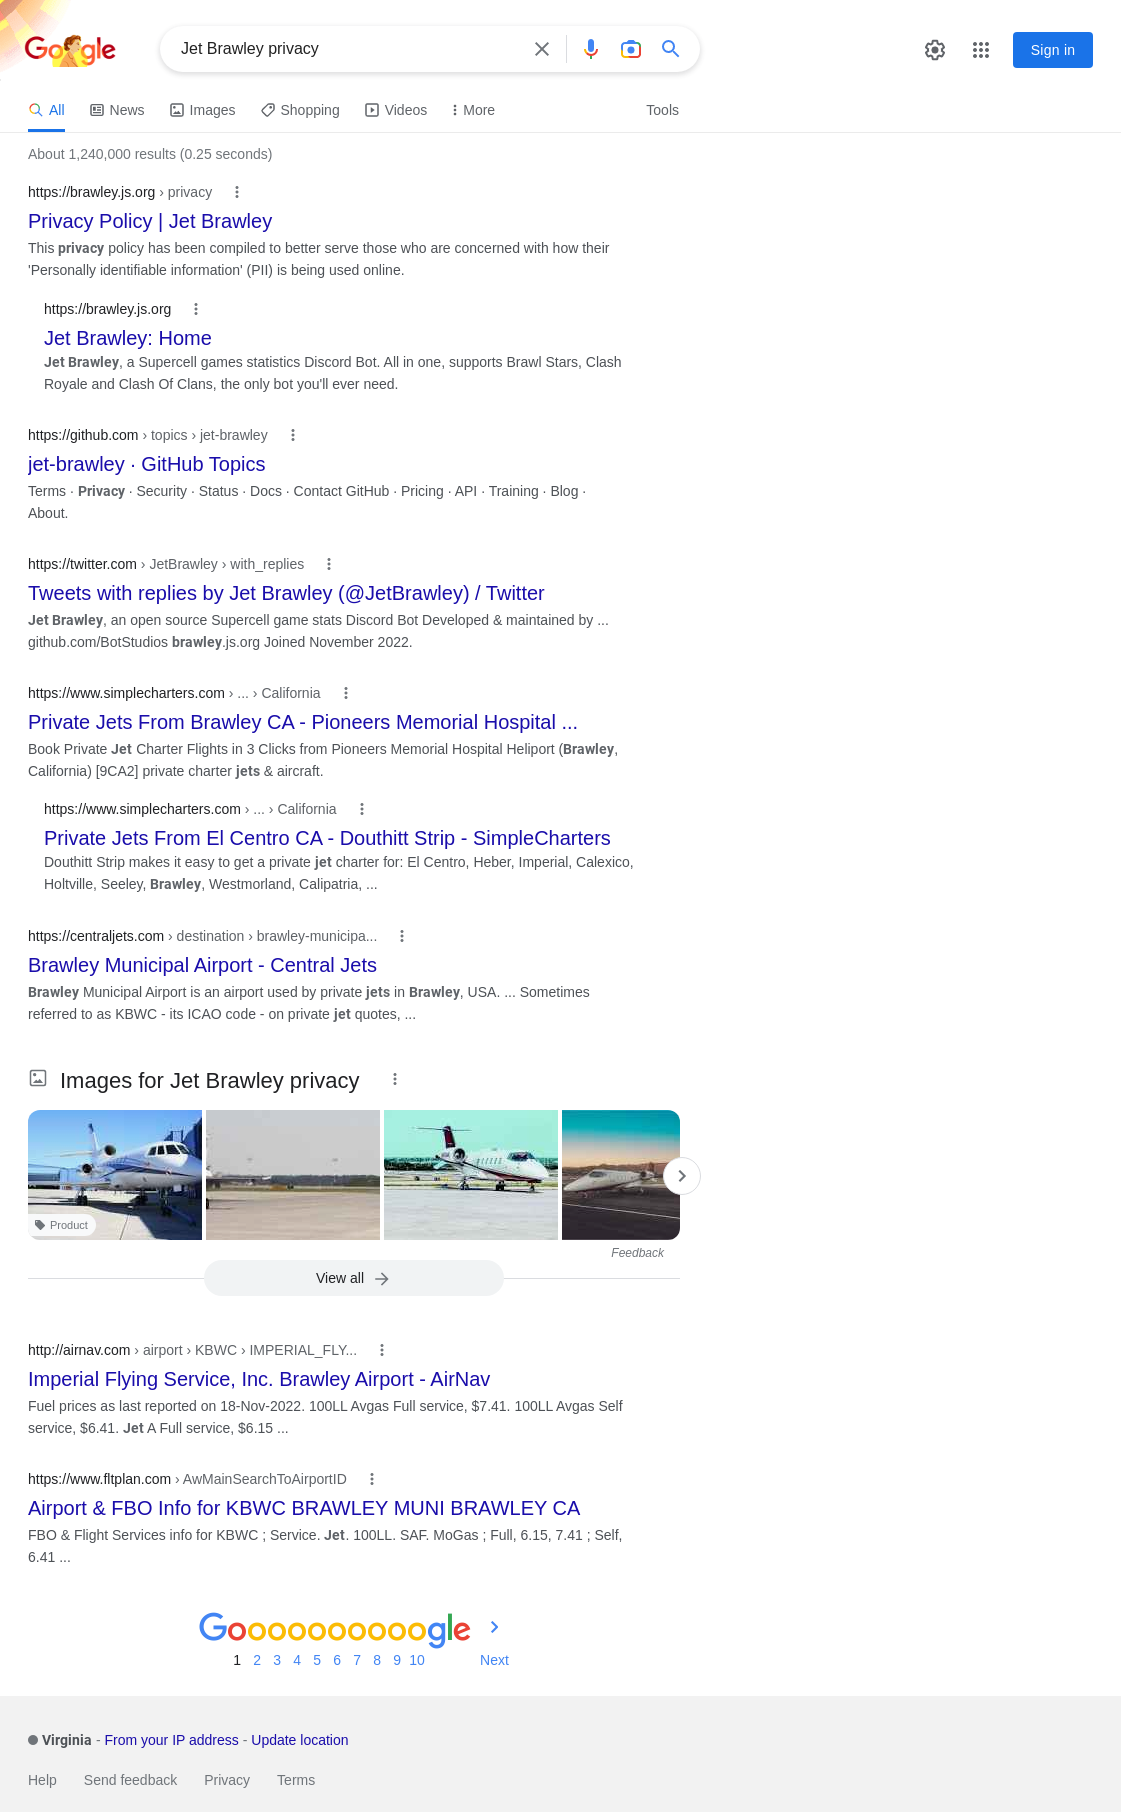 Google
Jet Brawley privacy
Sign in
All News Images Shopping Videos More Tools
About 1,240,000 results (0.25 seconds)
https://brawley.js.org › privacy
Privacy Policy | Jet Brawley
This privacy policy has been compiled to better serve those who are concerned with how their
'Personally identifiable information' (PII) is being used online.
https://brawley.js.org
Jet Brawley: Home
Jet Brawley, a Supercell games statistics Discord Bot. All in one, supports Brawl Stars, Clash
Royale and Clash Of Clans, the only bot you'll ever need.
https://github.com › topics › jet-brawley
jet-brawley · GitHub Topics
Terms · Privacy · Security · Status · Docs · Contact GitHub · Pricing · API · Training · Blog ·
About.
https://twitter.com › JetBrawley › with_replies
Tweets with replies by Jet Brawley (@JetBrawley) / Twitter
Jet Brawley, an open source Supercell game stats Discord Bot Developed & maintained by ...
github.com/BotStudios brawley.js.org Joined November 2022.
https://www.simplecharters.com › ... › California
Private Jets From Brawley CA - Pioneers Memorial Hospital ...
Book Private Jet Charter Flights in 3 Clicks from Pioneers Memorial Hospital Heliport (Brawley,
California) [9CA2] private charter jets & aircraft.
https://www.simplecharters.com › ... › California
Private Jets From El Centro CA - Douthitt Strip - SimpleCharters
Douthitt Strip makes it easy to get a private jet charter for: El Centro, Heber, Imperial, Calexico,
Holtville, Seeley, Brawley, Westmorland, Calipatria, ...
https://centraljets.com › destination › brawley-municipa...
Brawley Municipal Airport - Central Jets
Brawley Municipal Airport is an airport used by private jets in Brawley, USA. ... Sometimes
referred to as KBWC - its ICAO code - on private jet quotes, ...
Images for Jet Brawley privacy
Product
Feedback
View all
http://airnav.com › airport › KBWC › IMPERIAL_FLY...
Imperial Flying Service, Inc. Brawley Airport - AirNav
Fuel prices as last reported on 18-Nov-2022. 100LL Avgas Full service, $7.41. 100LL Avgas Self
service, $6.41. Jet A Full service, $6.15 ...
https://www.fltplan.com › AwMainSearchToAirportID
Airport & FBO Info for KBWC BRAWLEY MUNI BRAWLEY CA
FBO & Flight Services info for KBWC ; Service. Jet. 100LL. SAF. MoGas ; Full, 6.15, 7.41 ; Self,
6.41 ...
Goooooooooogle
1 2 3 4 5 6 7 8 9 10 Next
Virginia - From your IP address - Update location
Help Send feedback Privacy Terms